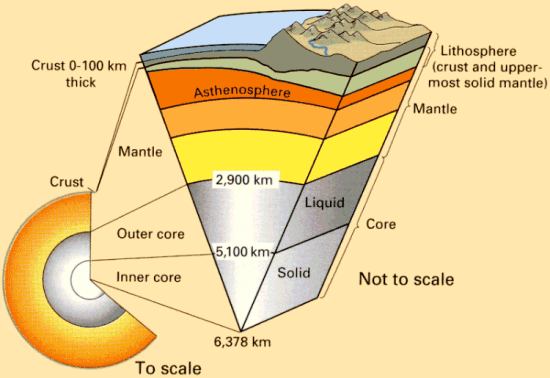 Crust 0-100 km
thick
Lithosphere
(crust and upper-
most solid mantle)
Asthenosphere
Mantle
Mantle
Crust
2,900 km
Liquid
Outer core
Core
5,100 km
Inner core
Solid
Not to scale
6,378 km
To scale